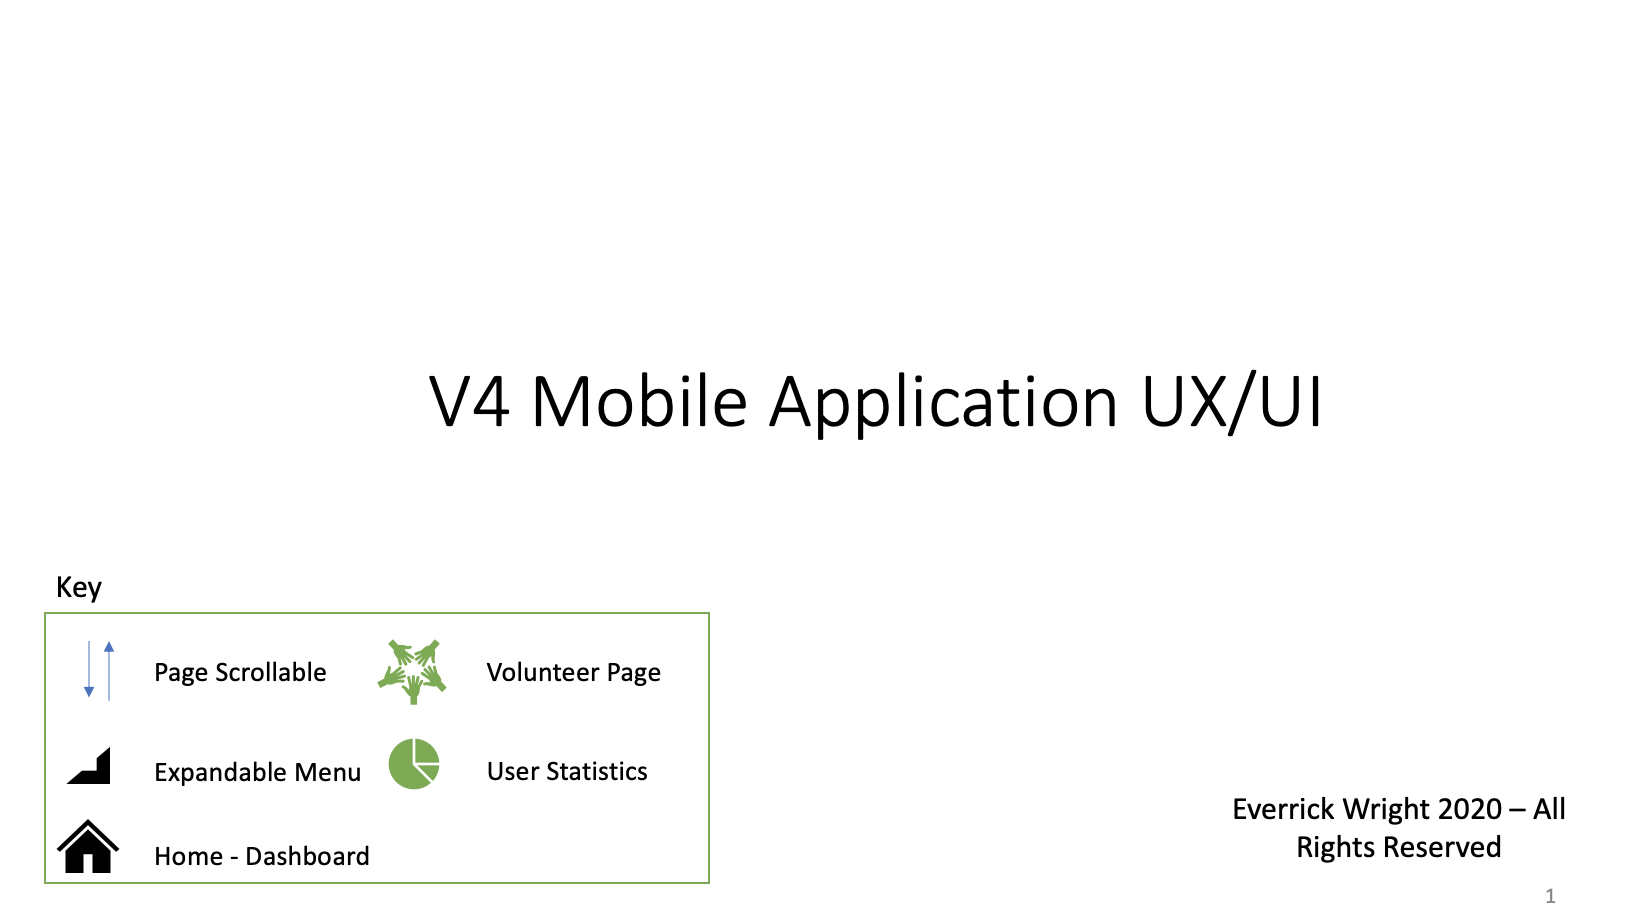 V4 Mobile Application UX/UI
Key
Page Scrollable
Volunteer Page
Expandable Menu
User Statistics
Home - Dashboard
Everrick Wright 2020 – All
Rights Reserved
1